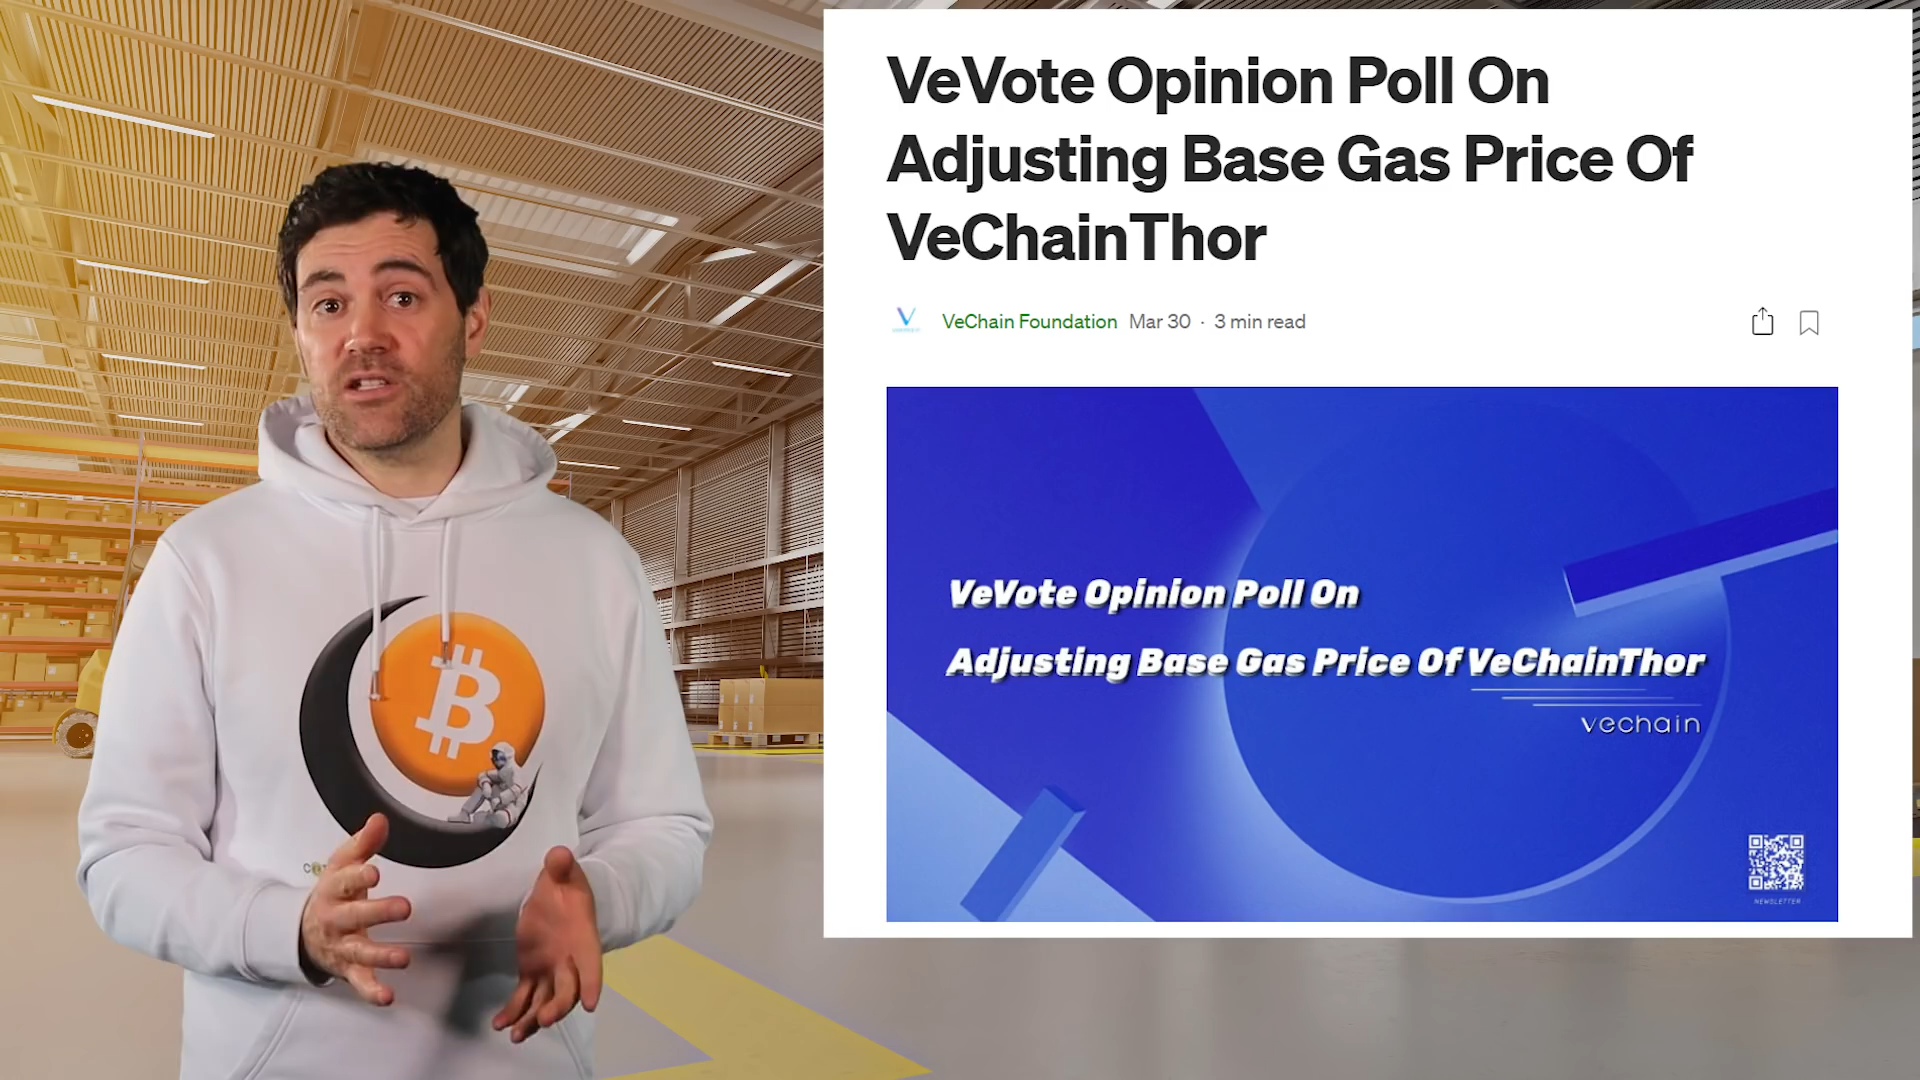 VeVote Opinion Poll On
Adjusting Base Gas Price Of
VeChainThor
VeChain Foundation Mar 30 · 3 min read
VeVote Opinion Poll On
Adjusting Base Gas Price Of VeChainThor
vechain
NEWSLETTER